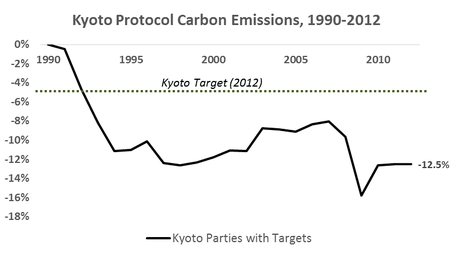 Kyoto Protocol Carbon Emissions, 1990-2012
0%
1990 1995 2000 2005 2010
-2%
Kyoto Target (2012)
-4%
-6%
-8%
-10%
-12%
-12.5%
-14%
-16%
-18%
Kyoto Parties with Targets